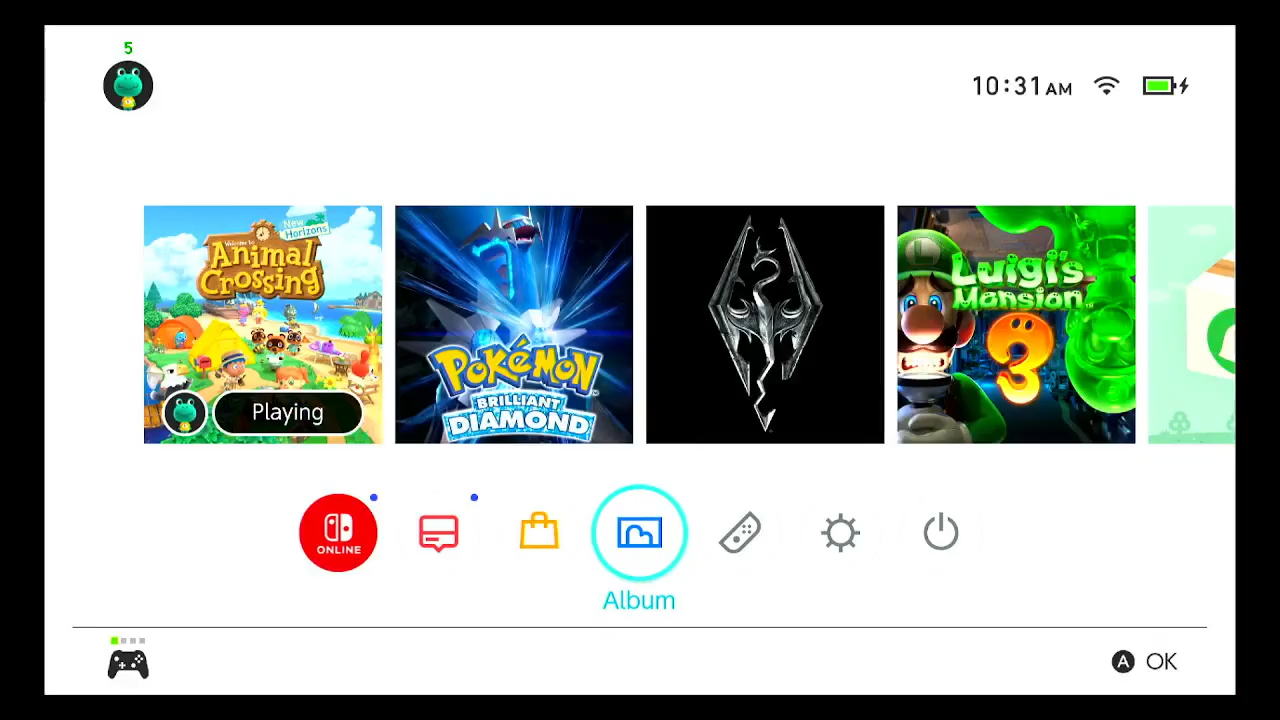 5
10:31 AM
New
Horizons
Welcome to
Animal
Crossing
Playing
POKéMON
BRILLIANT
DIAMOND
L
LUIGI'S
MANSION
3
ONLINE
Album
A OK